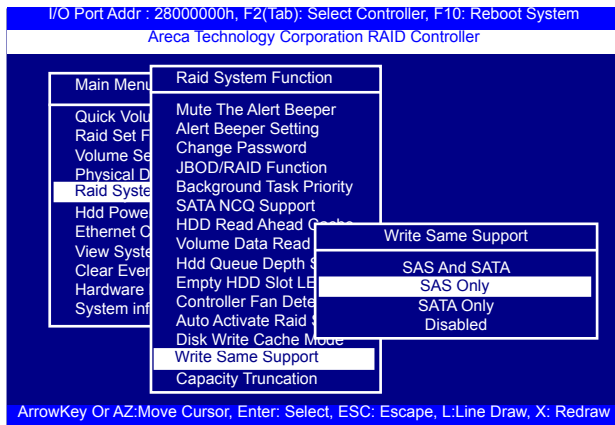 I/O Port Addr : 28000000h, F2(Tab): Select Controller, F10: Reboot System
Areca Technology Corporation RAID Controller
Main Menu
Quick Volu
Raid Set F
Volume Se
Physical D
Raid Syste
Hdd Powe
Ethernet C
View Syste
Clear Even
Hardware
System inf
Raid System Function
Mute The Alert Beeper
Alert Beeper Setting
Change Password
JBOD/RAID Function
Background Task Priority
SATA NCQ Support
HDD Read Ahead Cache
Volume Data Read
Hdd Queue Depth S
Empty HDD Slot LE
Controller Fan Dete
Auto Activate Raid S
Disk Write Cache Mode
Write Same Support
Capacity Truncation
Write Same Support
SAS And SATA
SAS Only
SATA Only
Disabled
ArrowKey Or AZ:Move Cursor, Enter: Select, ESC: Escape, L:Line Draw, X: Redraw